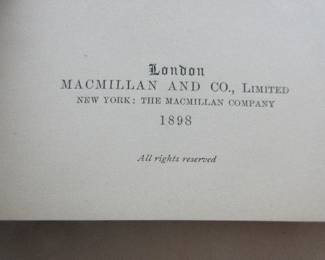 London
MACMILLAN AND CO., LIMITED
NEW YORK: THE MACMILLAN COMPANY
1898
All rights reserved